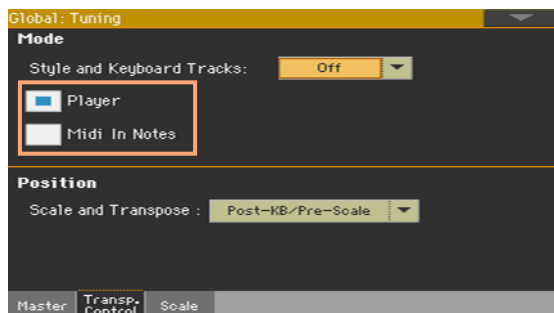 Global: Tuning
Mode
Style and Keyboard Tracks: Off
Player
Midi In Notes
Position
Scale and Transpose : Post-KB/Pre-Scale
Master Transp. Control Scale